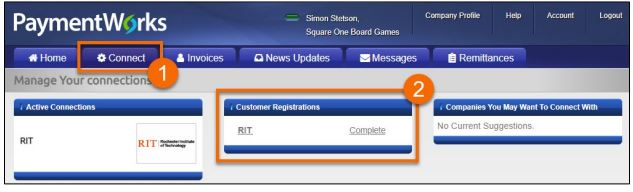 PaymentWorks
Simon Stetson,
Square One Board Games
Company Profile Help Account Logout
Home Connect Invoices News Updates Messages Remittances
1
Manage Your connections
2
Active Connections
RIT
RIT Rochester Institute
of Technology
Customer Registrations
RIT Complete
Companies You May Want To Connect With
No Current Suggestions.